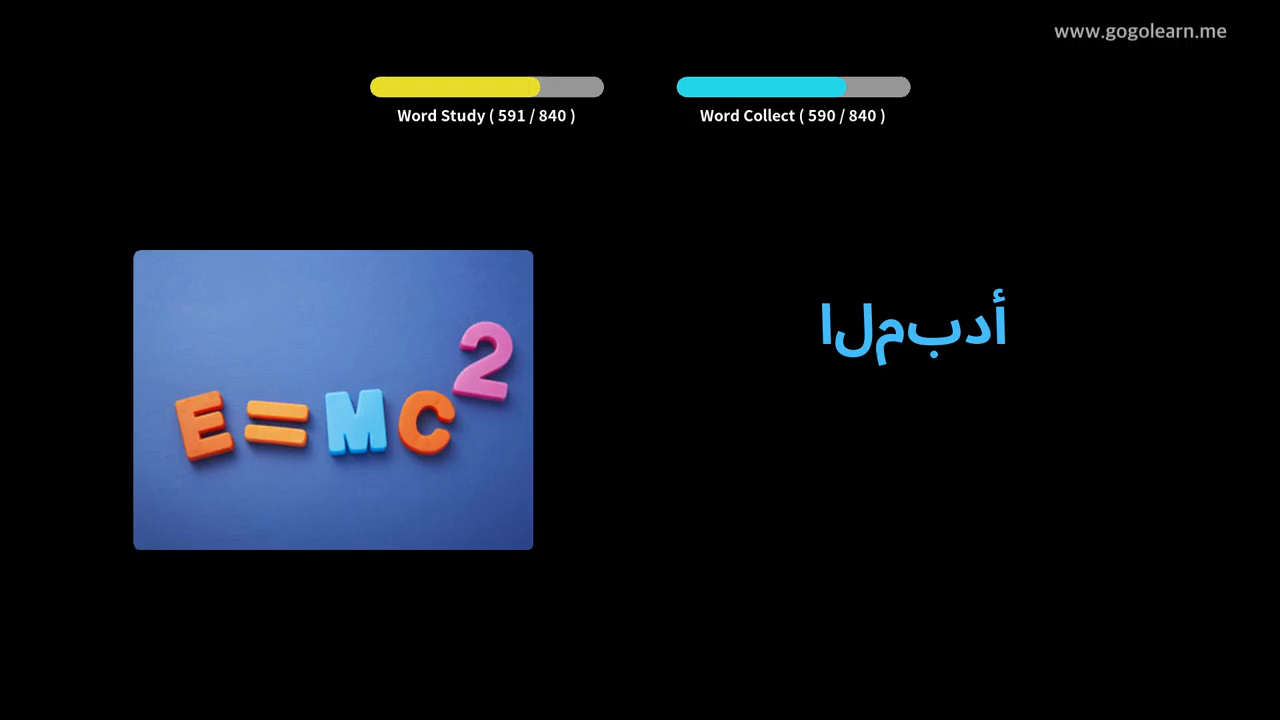 www.gogolearn.me
Word Study ( 591 / 840 )
Word Collect ( 590 / 840 )
E=MC2
المبدأ